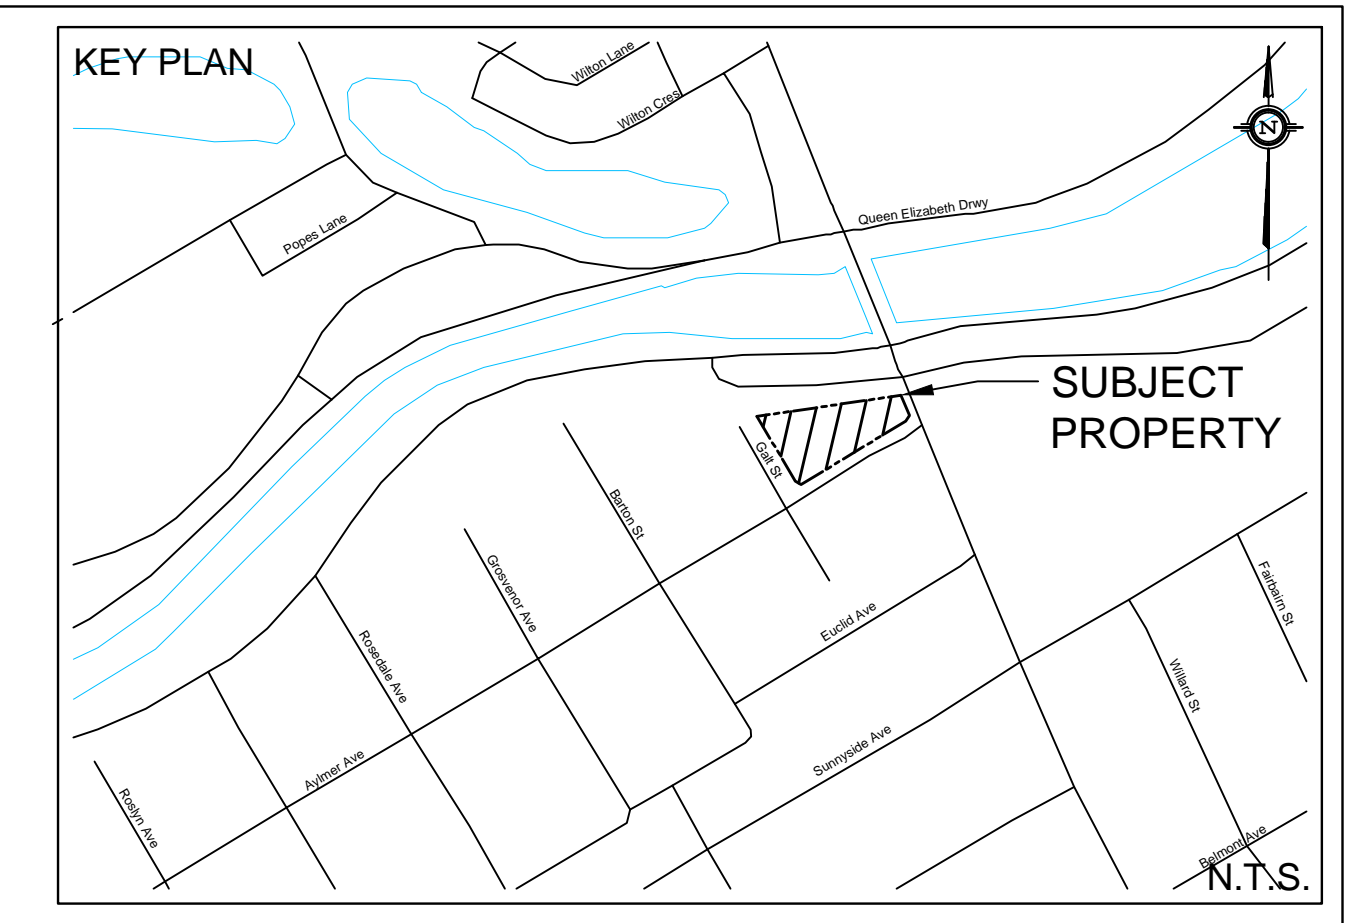 KEY PLAN
Wilton Lane
Wilton Cres
N
Queen Elizabeth Drwy
Popes Lane
SUBJECT
PROPERTY
Galt St
Barton St
Grosvenor Ave
Fairbairn St
Euclid Ave
Rosedale Ave
Willard St
Sunnyside Ave
Aylmer Ave
Roslyn Ave
Belmont Ave
N.T.S.